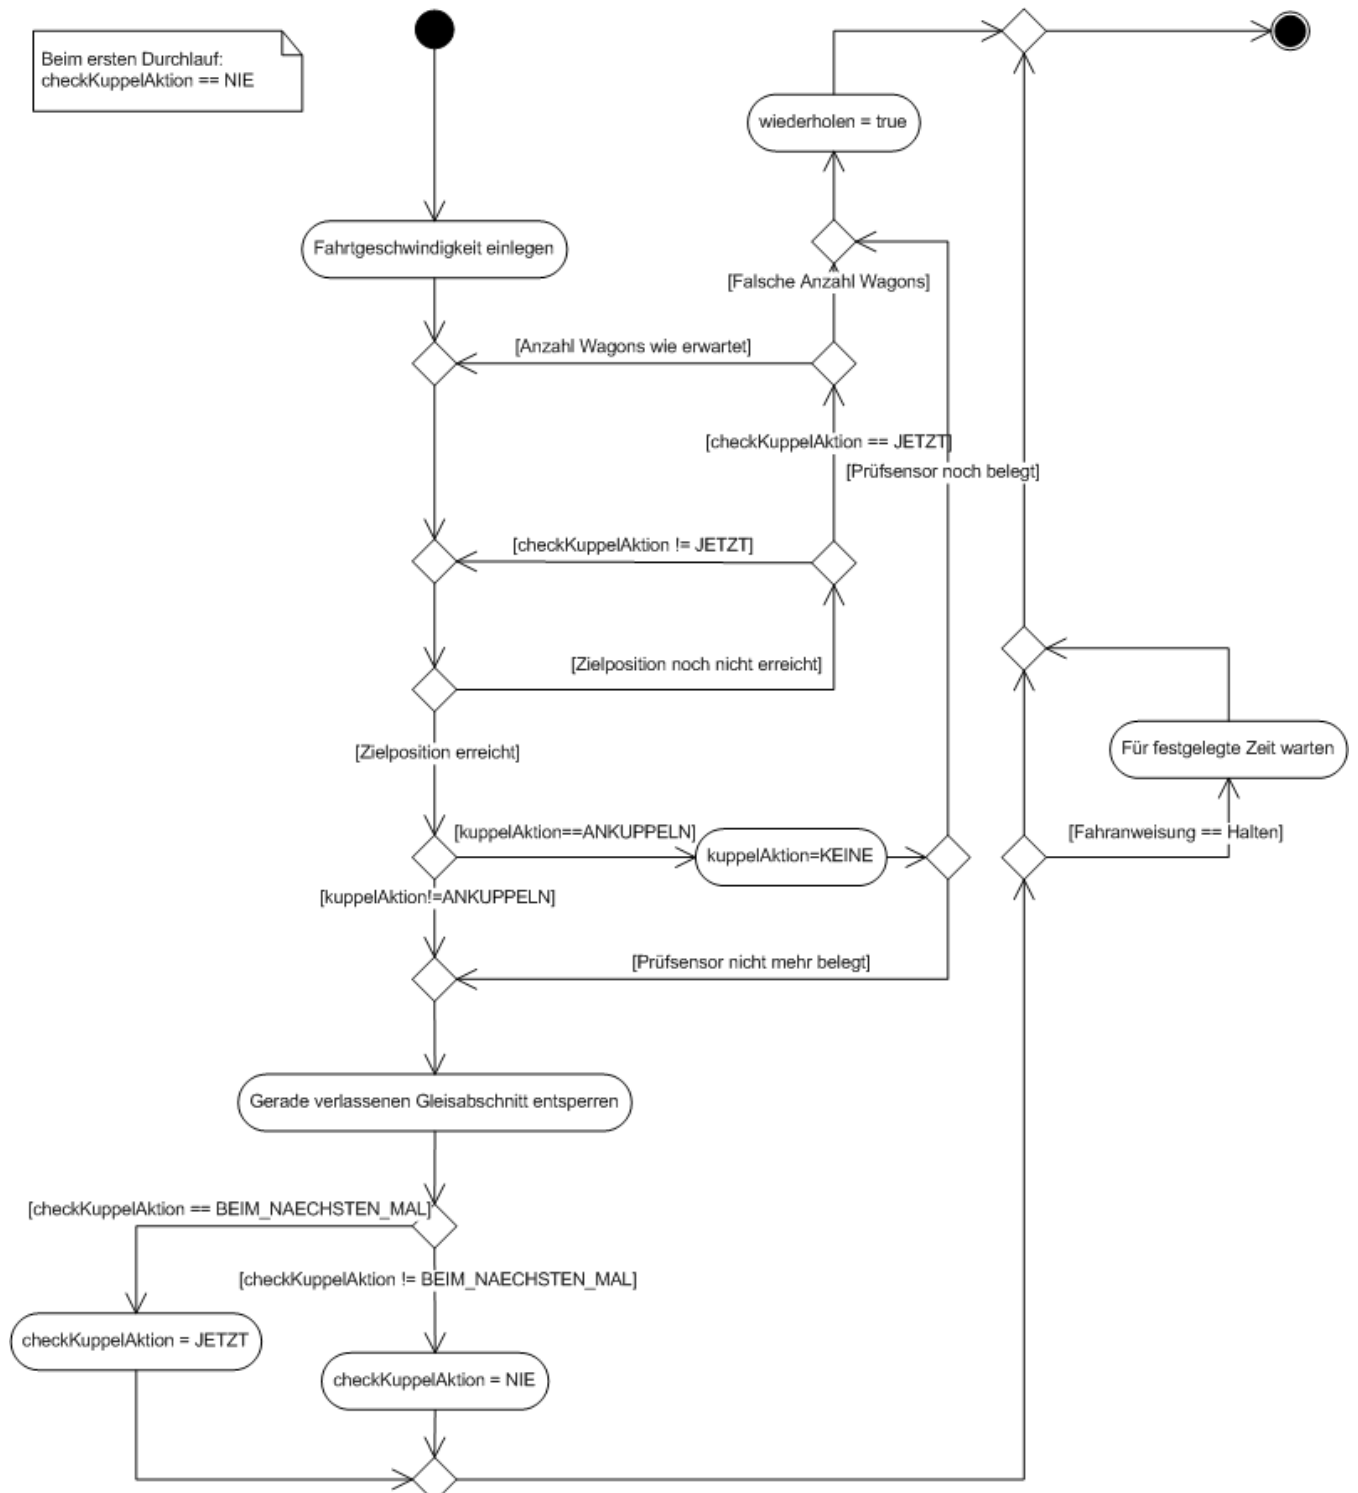 Beim ersten Durchlauf:
checkKuppelAktion == NIE
wiederholen = true
Fahrtgeschwindigkeit einlegen
[Falsche Anzahl Wagons]
[Anzahl Wagons wie erwartet]
[checkKuppelAktion == JETZT]
[Prüfsensor noch belegt]
[checkKuppelAktion != JETZT]
[Zielposition noch nicht erreicht]
[Zielposition erreicht]
Für festgelegte Zeit warten
[kuppelAktion==ANKUPPELN]
[Fahranweisung == Halten]
kuppelAktion=KEINE
[kuppelAktion!=ANKUPPELN]
[Prüfsensor nicht mehr belegt]
Gerade verlassenen Gleisabschnitt entsperren
[checkKuppelAktion == BEIM_NAECHSTEN_MAL]
[checkKuppelAktion != BEIM_NAECHSTEN_MAL]
checkKuppelAktion = JETZT
checkKuppelAktion = NIE